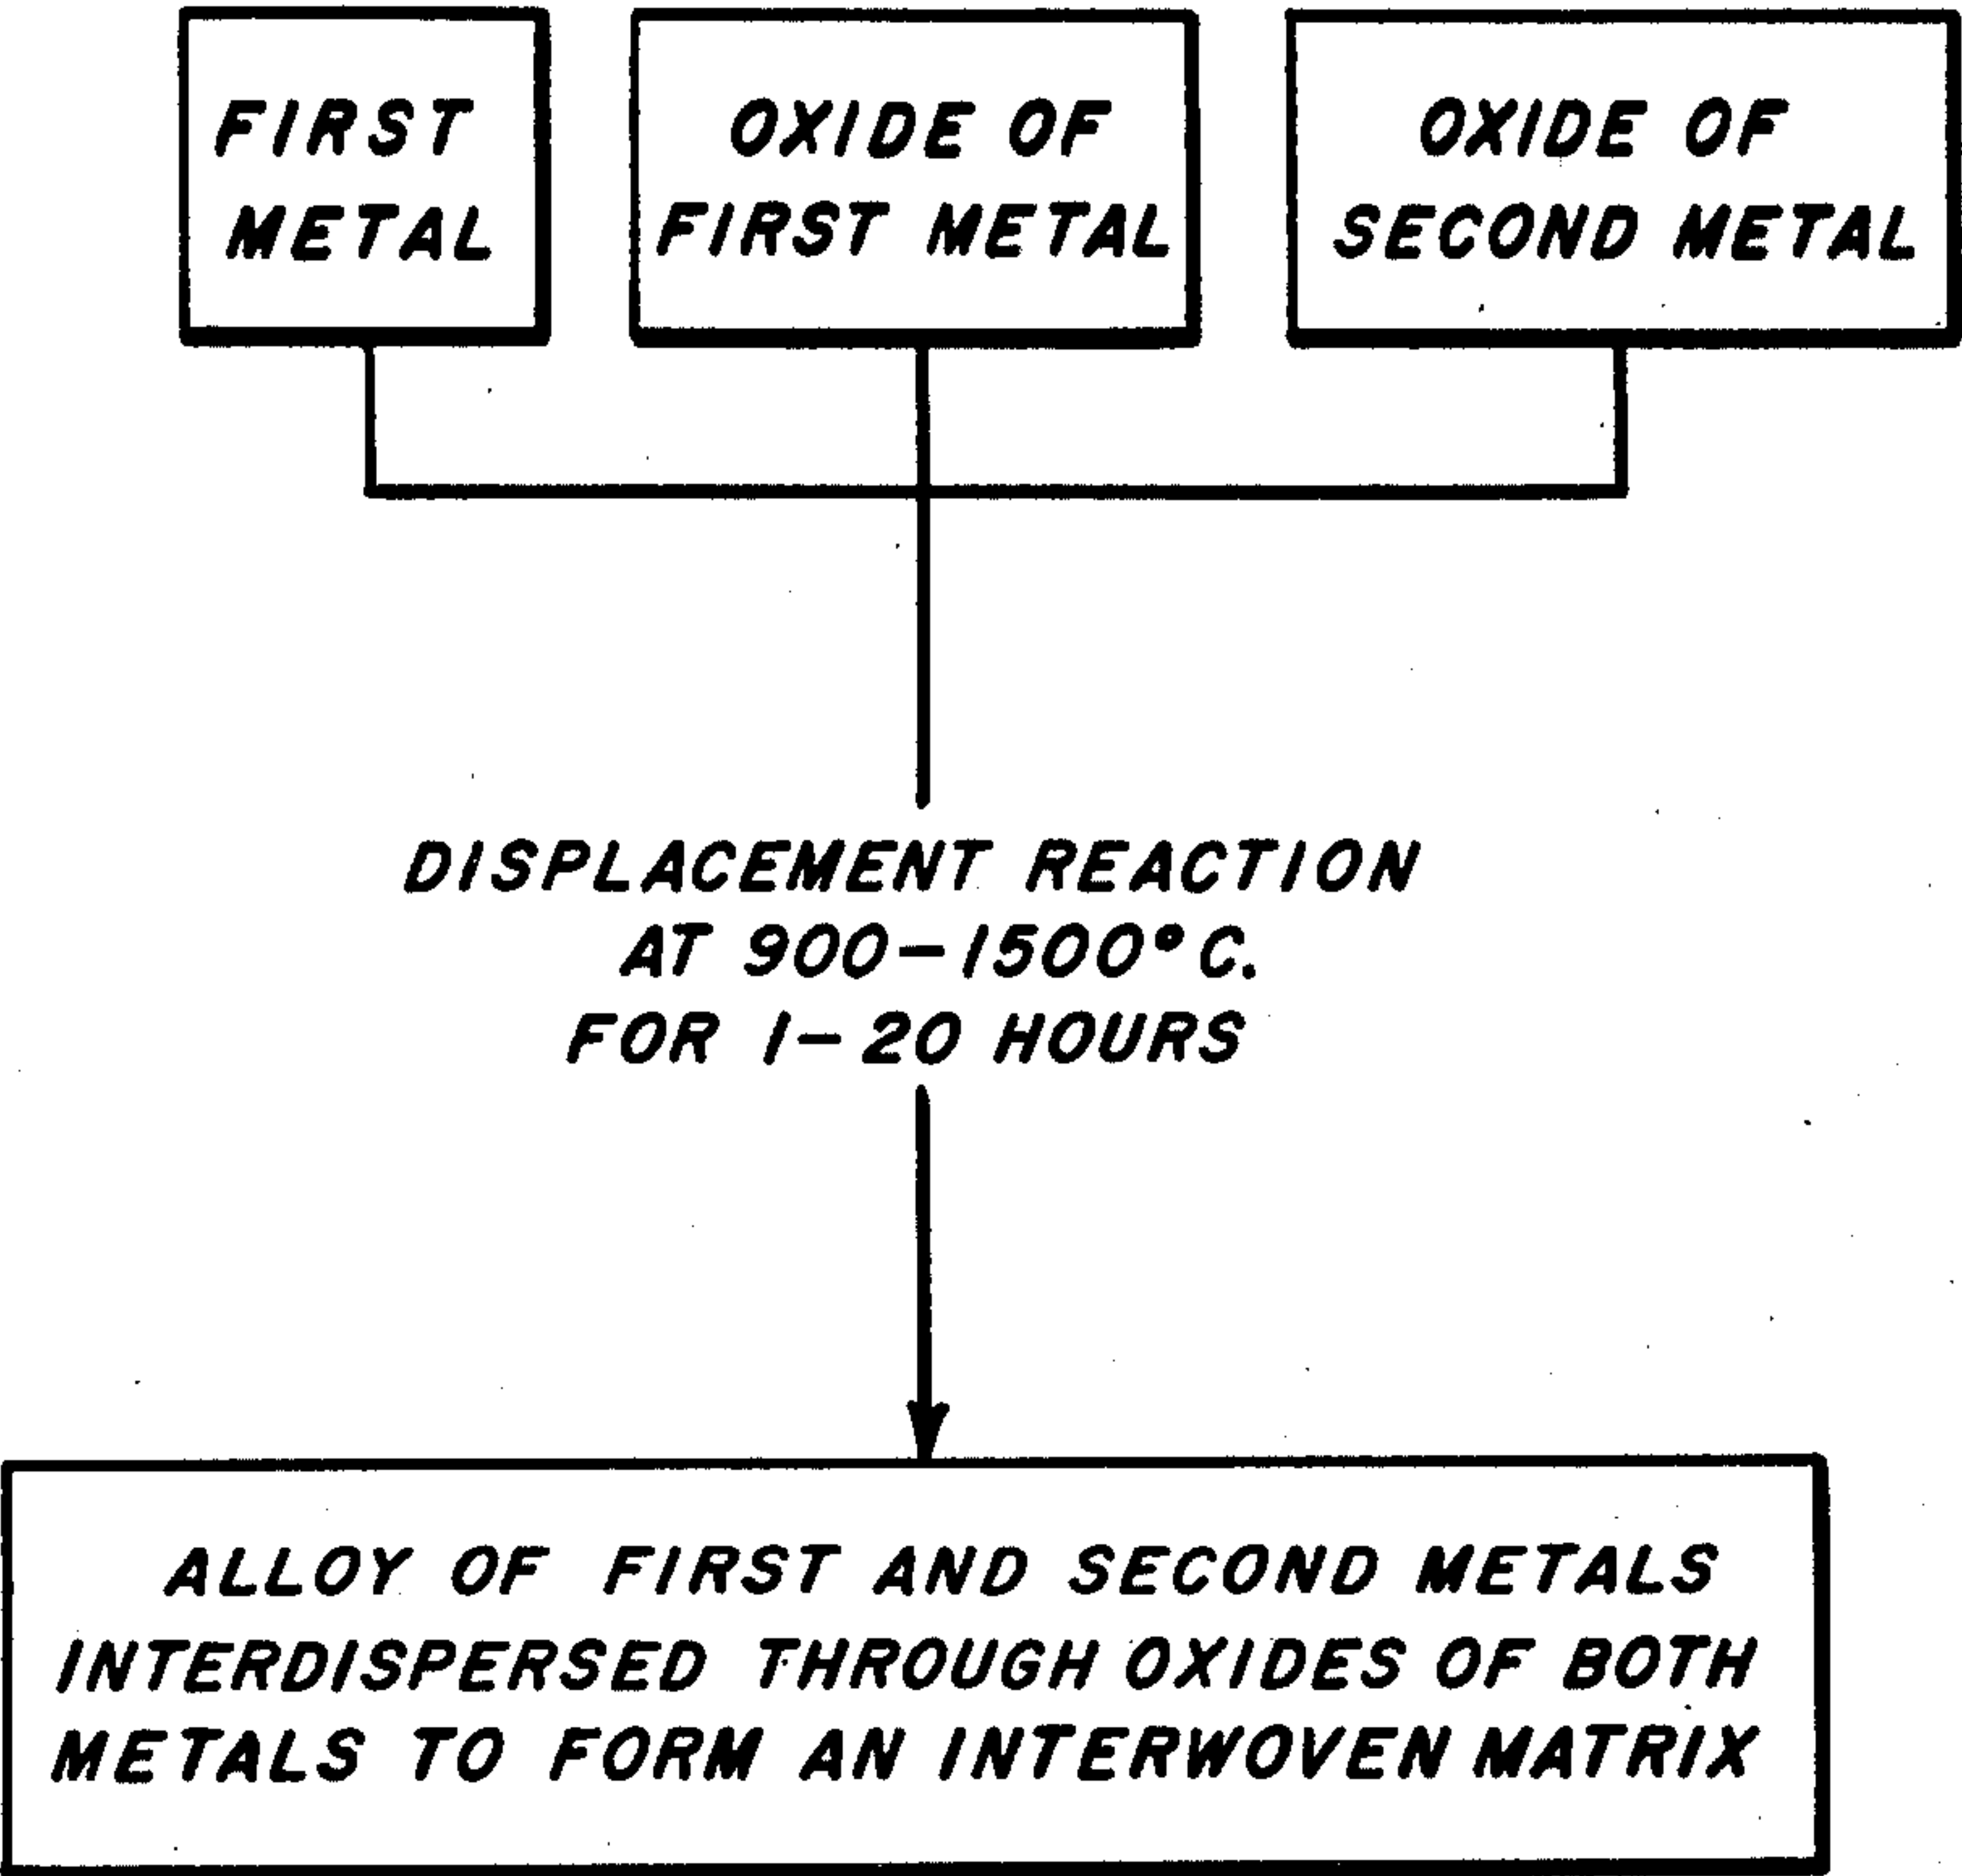 FIRST
METAL
OXIDE OF
FIRST METAL
OXIDE OF
SECOND METAL
DISPLACEMENT REACTION
AT 900-1500°C.
FOR 1-20 HOURS
ALLOY OF FIRST AND SECOND METALS
INTERDISPERSED THROUGH OXIDES OF BOTH
METALS TO FORM AN INTERWOVEN MATRIX